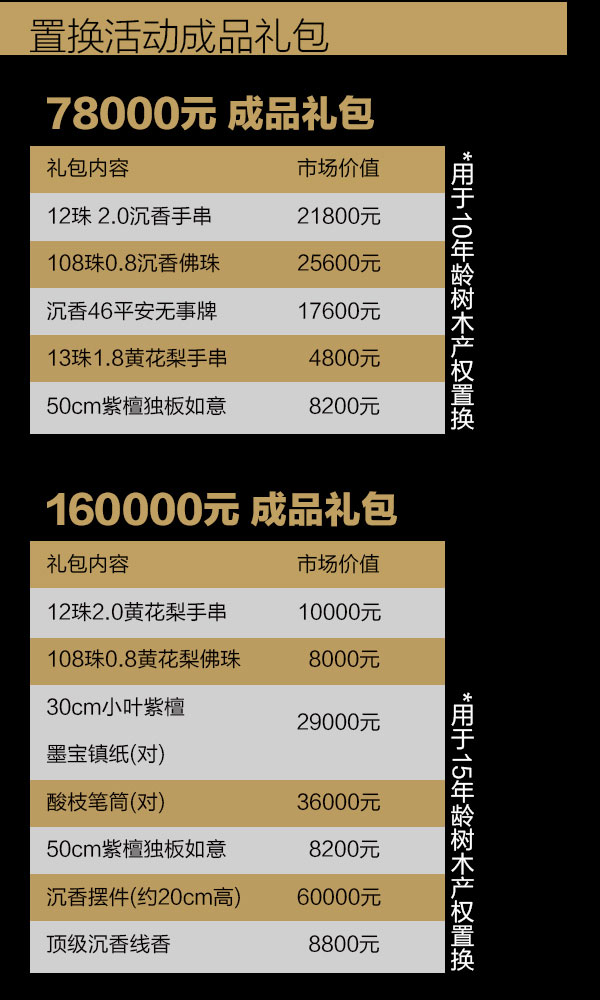 置换活动成品礼包
78000元 成品礼包
礼包内容 市场价值
12珠 2.0沉香手串 21800元
108珠0.8沉香佛珠 25600元
沉香46平安无事牌 17600元
13珠1.8黄花梨手串 4800元
50cm紫檀独板如意 8200元
*用于10年龄树木产权置换
160000元 成品礼包
礼包内容 市场价值
12珠2.0黄花梨手串 10000元
108珠0.8黄花梨佛珠 8000元
30cm小叶紫檀
墨宝镇纸(对) 29000元
酸枝笔筒(对) 36000元
50cm紫檀独板如意 8200元
沉香摆件(约20cm高) 60000元
顶级沉香线香 8800元
*用于15年龄树木产权置换